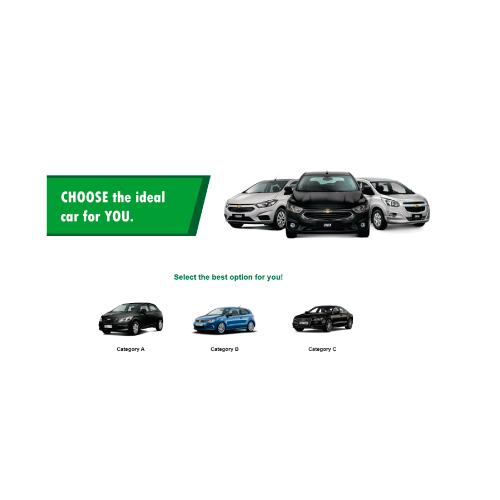 CHOOSE the ideal
car for YOU.
Select the best option for you!
Category A
Category B
Category C